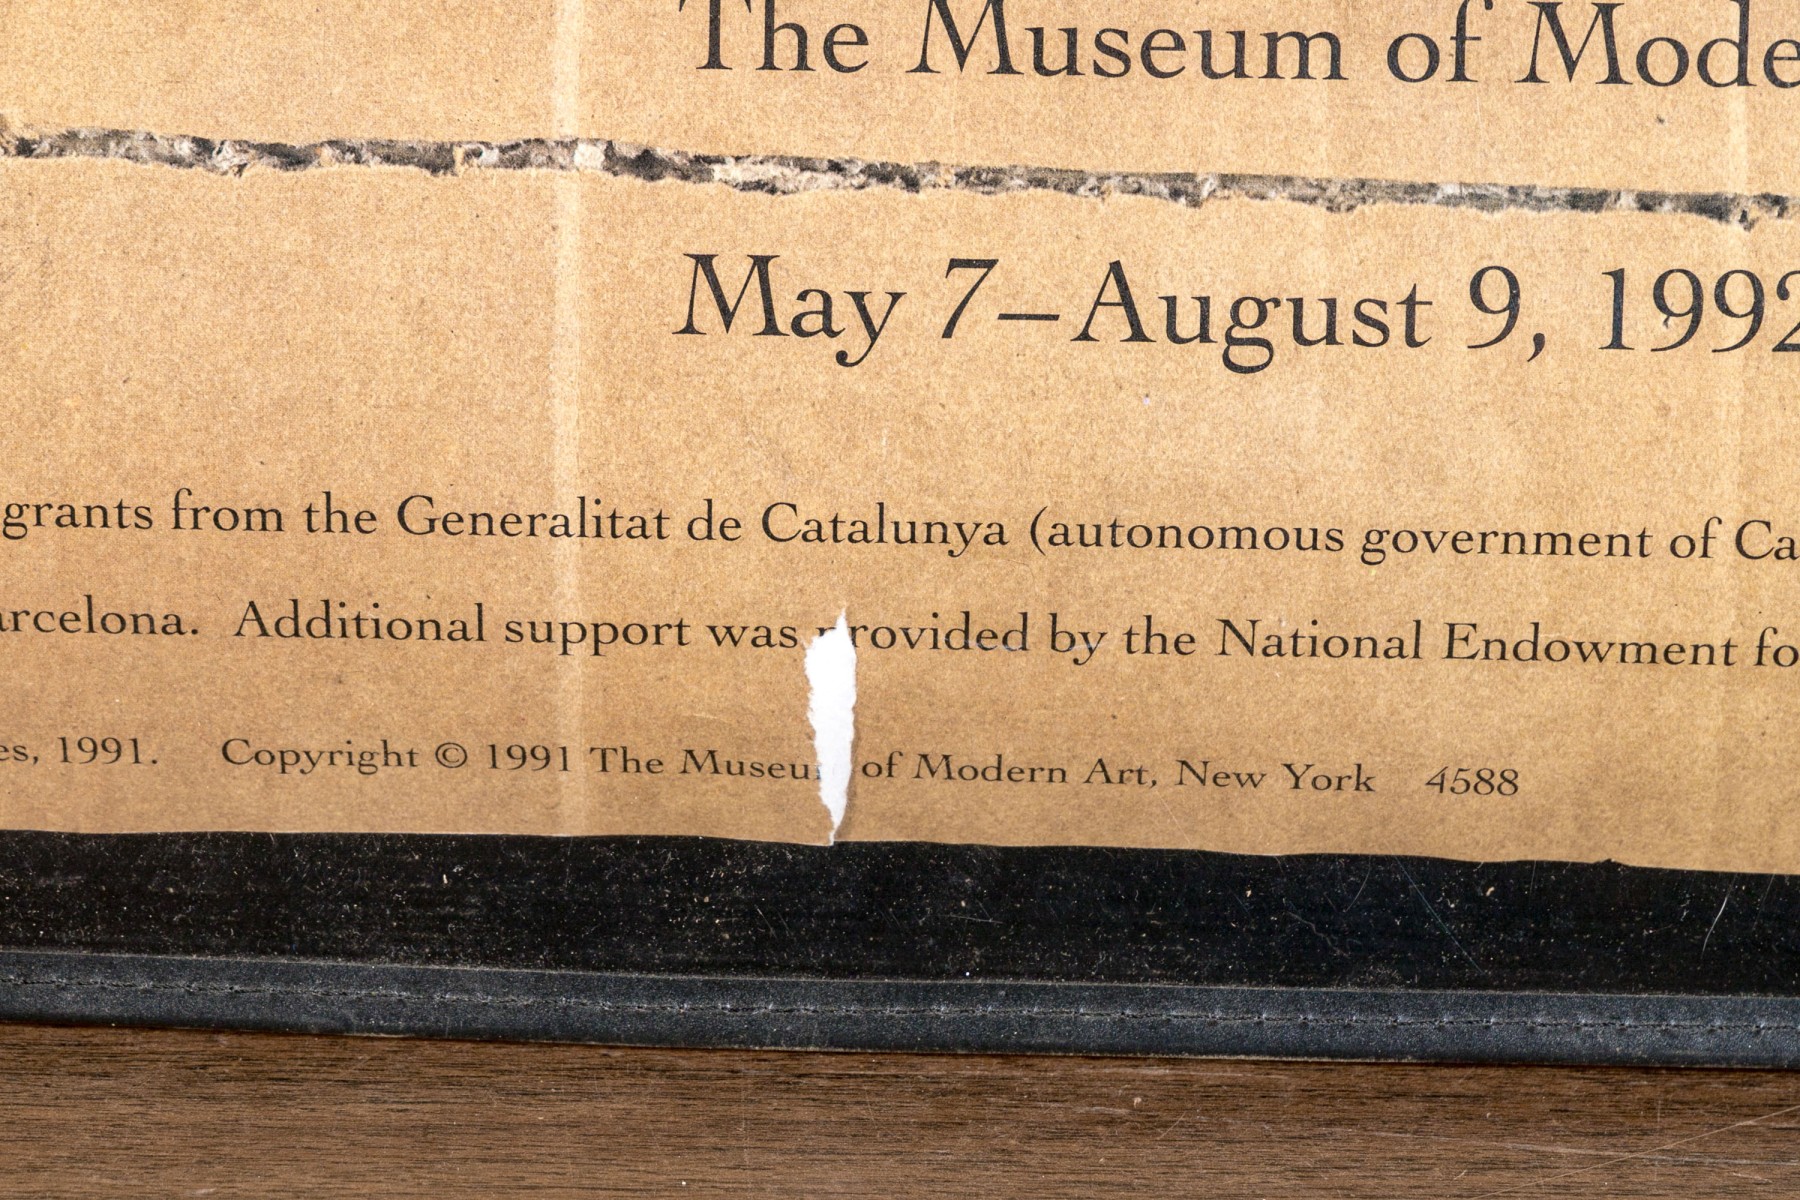 The Museum of Mode
May 7–August 9, 1992
grants from the Generalitat de Catalunya (autonomous government of Ca
arcelona. Additional support was provided by the National Endowment fo
es, 1991. Copyright © 1991 The Museum of Modern Art, New York 4588